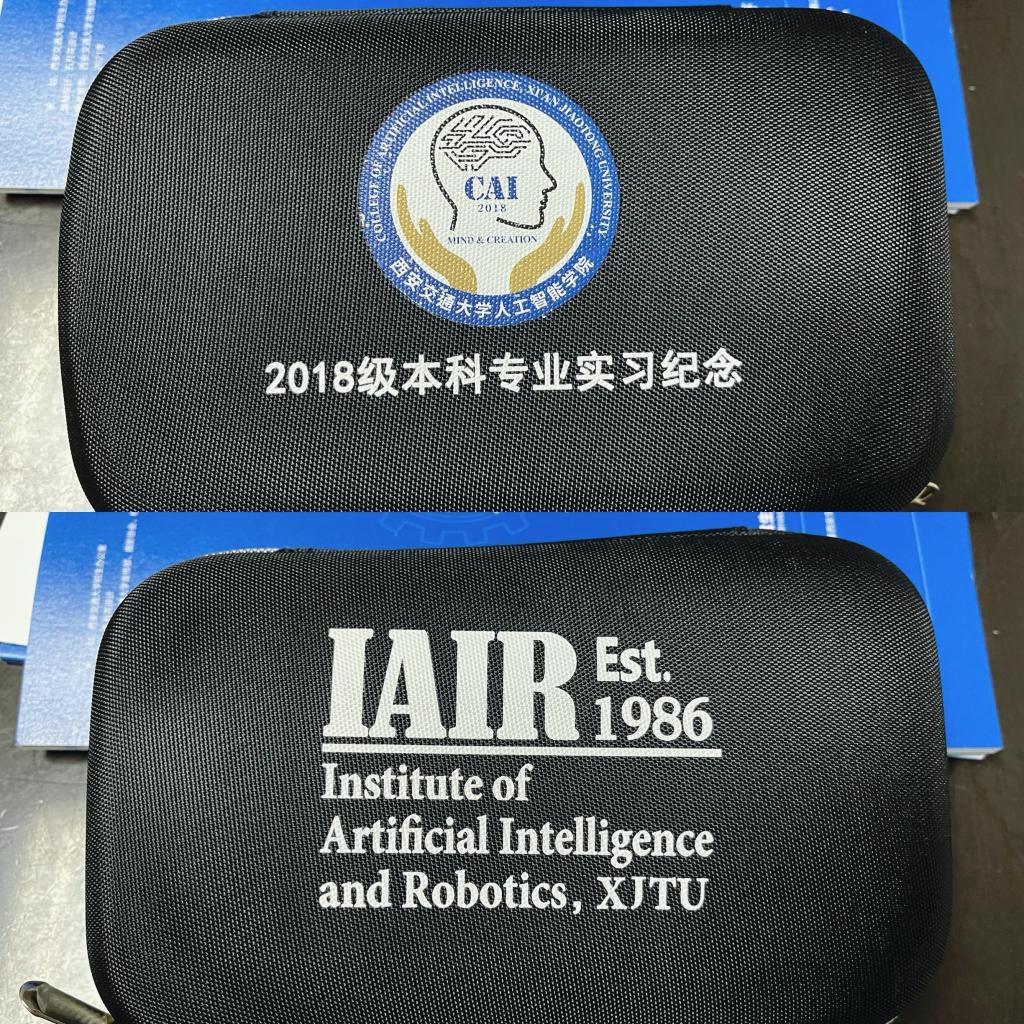 COLLEGE OF ARTIFICIAL INTELLIGENCE, XI'AN JIAOTONG UNIVERSITY
CAI
2018
MIND & CREATION
西安交通大学人工智能学院
2018级本科专业实习纪念
IAIR Est.
1986
Institute of
Artificial Intelligence
and Robotics, XJTU